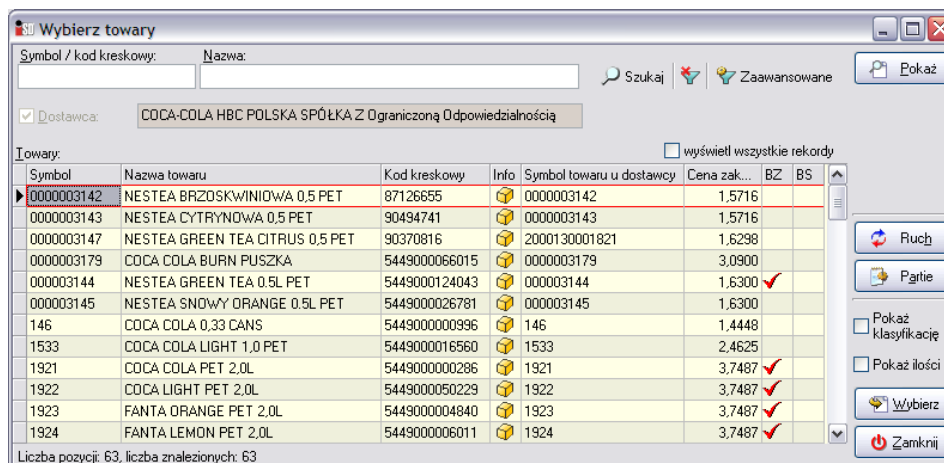 Wybierz towary
Symbol / kod kreskowy: Nazwa:
Szukaj Zaawansowane Pokaż
Dostawca: COCA-COLA HBC POLSKA SPÓŁKA Z Ograniczoną Odpowiedzialnością
Towary: wyświetl wszystkie rekordy
Symbol Nazwa towaru Kod kreskowy Info Symbol towaru u dostawcy Cena zak... BZ BS
0000003142 NESTEA BRZOSKWINIOWA 0,5 PET 87126655 0000003142 1,5716
0000003143 NESTEA CYTRYNOWA 0,5 PET 90494741 0000003143 1,5716
0000003147 NESTEA GREEN TEA CITRUS 0,5 PET 90370816 2000130001821 1,6298
0000003179 COCA COLA BURN PUSZKA 5449000066015 0000003179 3,0900
000003144 NESTEA GREEN TEA 0.5L PET 5449000124043 000003144 1,6300
000003145 NESTEA SNOWY ORANGE 0.5L PET 5449000026781 000003145 1,6300
146 COCA COLA 0,33 CANS 5449000000996 146 1,4448
1533 COCA COLA LIGHT 1,0 PET 5449000016560 1533 2,4625
1921 COCA COLA PET 2,0L 5449000000286 1921 3,7487
1922 COCA LIGHT PET 2,0L 5449000050229 1922 3,7487
1923 FANTA ORANGE PET 2,0L 5449000004840 1923 3,7487
1924 FANTA LEMON PET 2,0L 5449000006011 1924 3,7487
Liczba pozycji: 63, liczba znalezionych: 63
Ruch
Partie
Pokaż
klasyfikację
Pokaż ilości
Wybierz
Zamknij